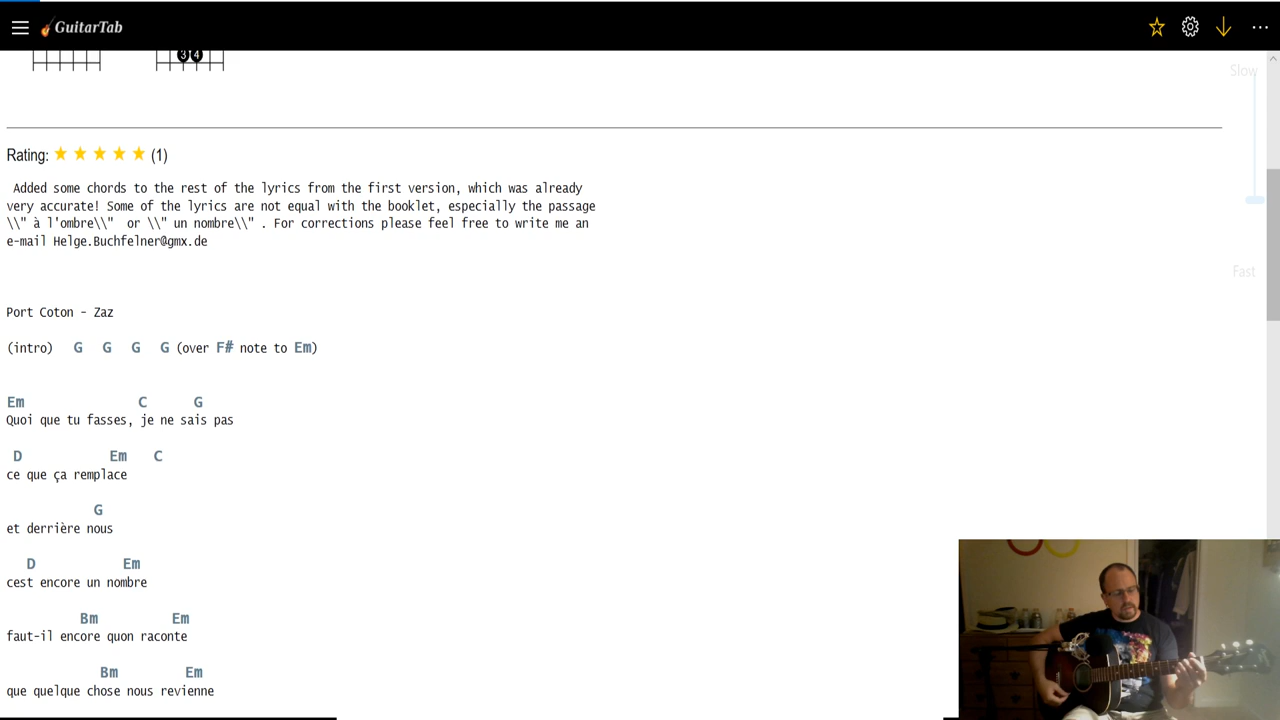 GuitarTab
3 4
Slow
Rating: ★ ★ ★ ★ ★ (1)
Added some chords to the rest of the lyrics from the first version, which was already
very accurate! Some of the lyrics are not equal with the booklet, especially the passage
\\" à l'ombre\\"  or \\" un nombre\\" . For corrections please feel free to write me an
e-mail Helge.Buchfelner@gmx.de
Fast
Port Coton - Zaz
(intro) G G G G (over F# note to Em)
Em C G
Quoi que tu fasses, je ne sais pas
D Em C
ce que ça remplace
G
et derrière nous
D Em
cest encore un nombre
Bm Em
faut-il encore quon raconte
Bm Em
que quelque chose nous revienne